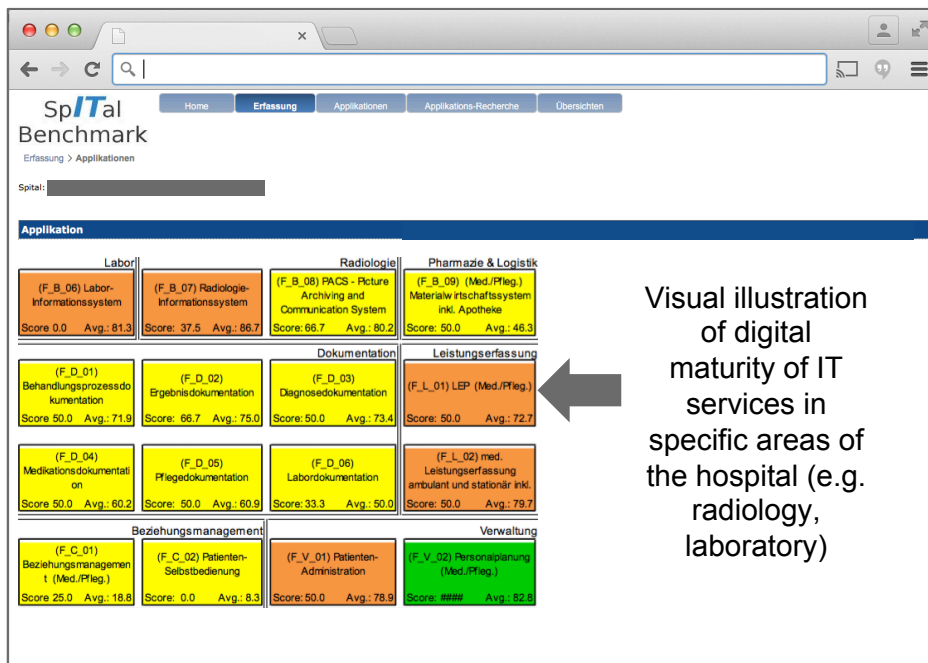 SpITal
Benchmark
Home
Erfassung
Applikationen
Applikations-Recherche
Übersichten
Erfassung > Applikationen
Spital:
Applikation
Labor
Radiologie
Pharmazie & Logistik
(F_B_06) Labor-
Informationssystem
Score 0.0 Avg.: 81.3
(F_B_07) Radiologie-
Informationssystem
Score: 37.5 Avg.: 86.7
(F_B_08) PACS - Picture
Archiving and
Communication System
Score: 66.7 Avg.: 80.2
(F_B_09) (Med./Pfleg.)
Materialwirtschaftssystem
inkl. Apotheke
Score: 50.0 Avg.: 46.3
Dokumentation
Leistungserfassung
(F_D_01)
Behandlungsprozessdo
kumentation
Score 50.0 Avg.: 71.9
(F_D_02)
Ergebnisdokumentation
Score: 66.7 Avg.: 75.0
(F_D_03)
Diagnosedokumentation
Score: 50.0 Avg.: 73.4
(F_L_01) LEP (Med./Pfleg.)
Score: 50.0 Avg.: 72.7
(F_D_04)
Medikationsdokumentati
on
Score 50.0 Avg.: 60.2
(F_D_05)
Pflegedokumentation
Score: 50.0 Avg.: 60.9
(F_D_06)
Labordokumentation
Score: 33.3 Avg.: 50.0
(F_L_02) med.
Leistungserfassung
ambulant und stationär inkl.
Score: 50.0 Avg.: 79.7
Beziehungsmanagement
Verwaltung
(F_C_01)
Beziehungsmanagemen
t (Med./Pfleg.)
Score 25.0 Avg.: 18.8
(F_C_02) Patienten-
Selbstbedienung
Score: 0.0 Avg.: 8.3
(F_V_01) Patienten-
Administration
Score: 50.0 Avg.: 78.9
(F_V_02) Personalplanung
(Med./Pfleg.)
Score: #### Avg.: 82.8
Visual illustration
of digital
maturity of IT
services in
specific areas of
the hospital (e.g.
radiology,
laboratory)